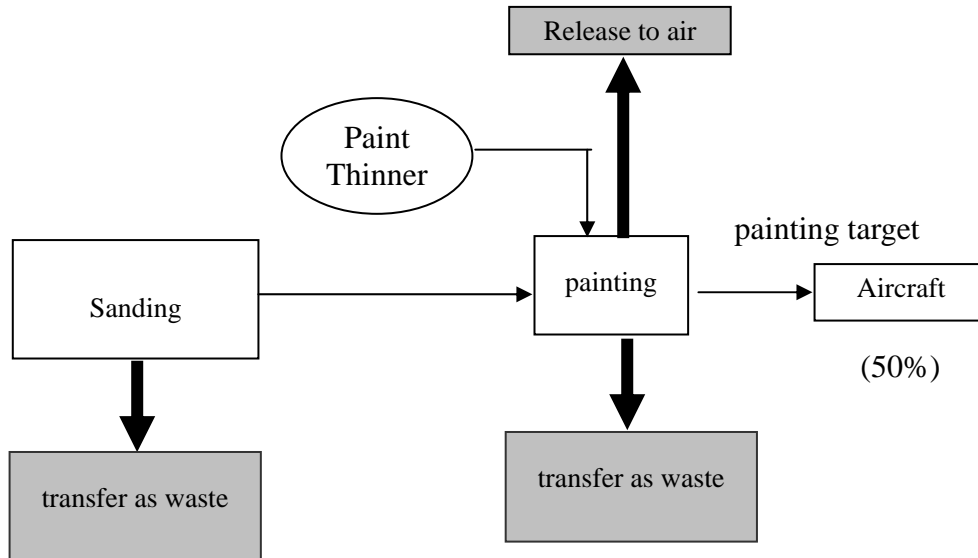 Release to air
Paint
Thinner
painting target
Sanding
painting
Aircraft
(50%)
transfer as waste
transfer as waste